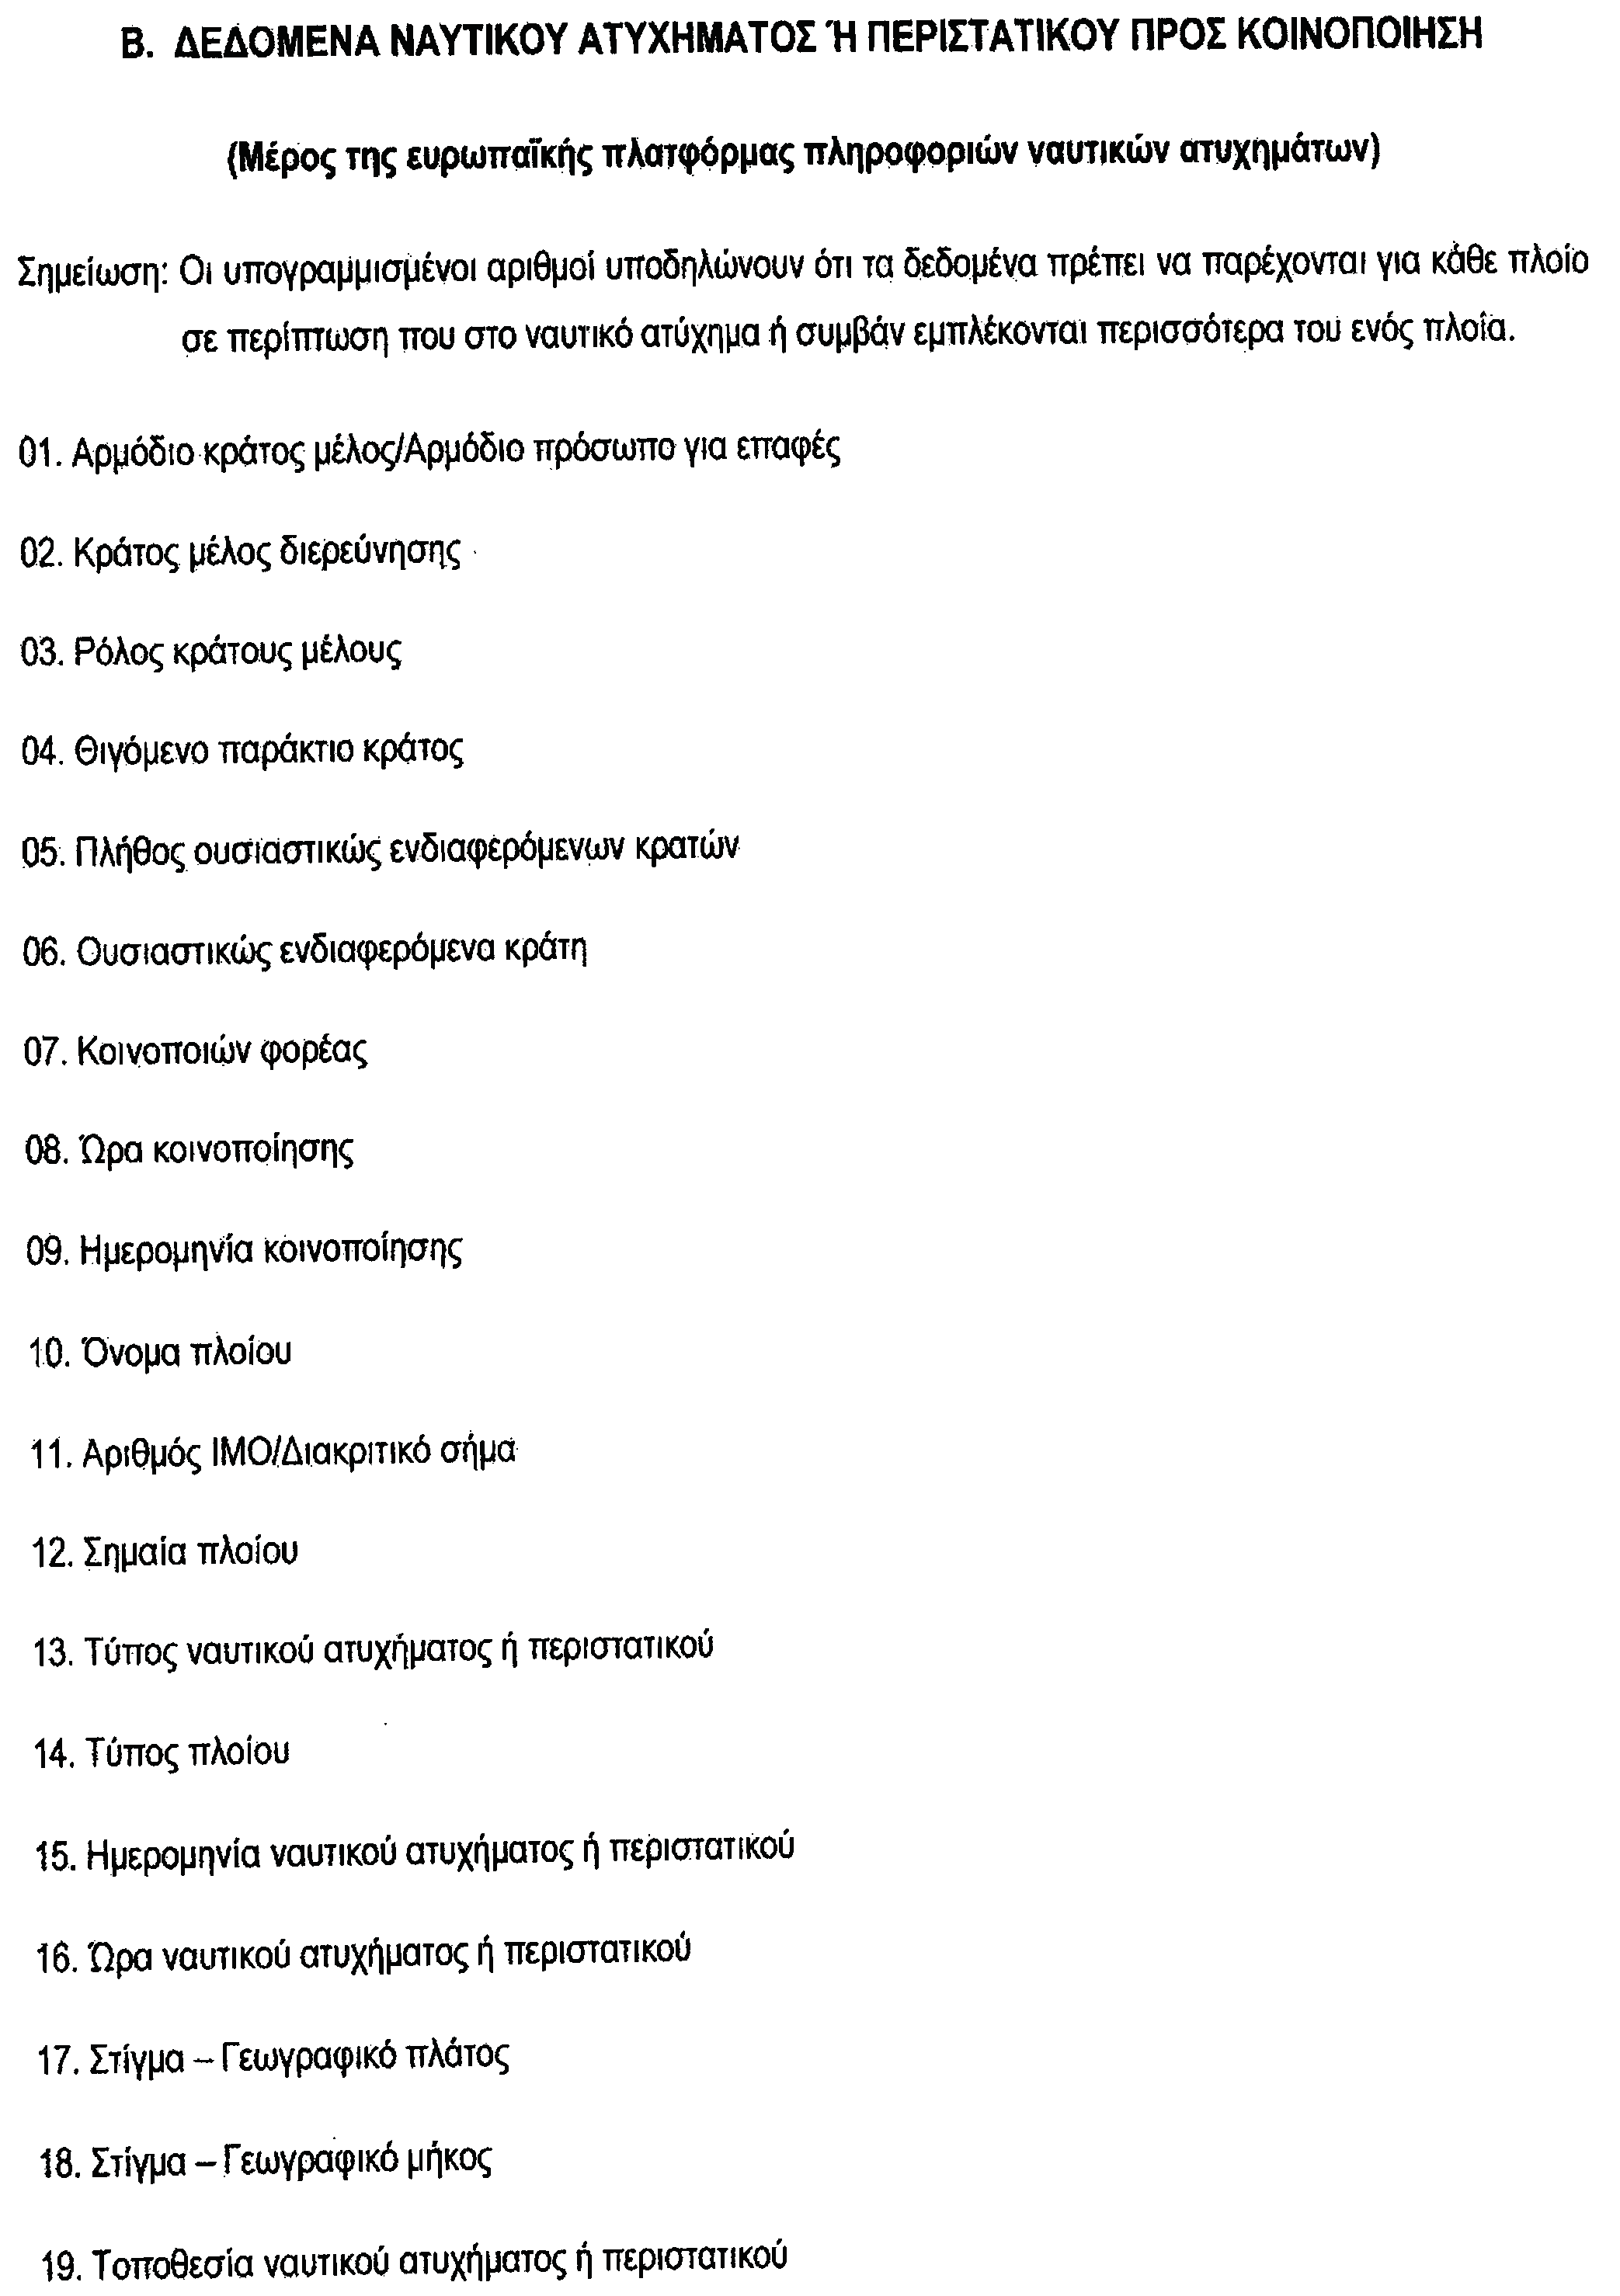 Β. ΔΕΔΟΜΕΝΑ ΝΑΥΤΙΚΟΥ ΑΤΥΧΗΜΑΤΟΣ Ή ΠΕΡΙΣΤΑΤΙΚΟΥ ΠΡΟΣ ΚΟΙΝΟΠΟΙΗΣΗ
(Μέρος της ευρωπαϊκής πλατφόρμας πληροφοριών ναυτικών ατυχημάτων)
Σημείωση: Οι υπογραμμισμένοι αριθμοί υποδηλώνουν ότι τα δεδομένα πρέπει να παρέχονται για κάθε πλοίο
σε περίπτωση που στο ναυτικό ατύχημα ή συμβάν εμπλέκονται περισσότερα του ενός πλοία.
01. Αρμόδιο κράτος μέλος/Αρμόδιο πρόσωπο για επαφές
02. Κράτος μέλος διερεύνησης
03. Ρόλος κράτους μέλους
04. Θιγόμενο παράκτιο κράτος
05. Πλήθος ουσιαστικώς ενδιαφερόμενων κρατών
06. Ουσιαστικώς ενδιαφερόμενα κράτη
07. Κοινοποιών φορέας
08. Ώρα κοινοποίησης
09. Ημερομηνία κοινοποίησης
10. Όνομα πλοίου
11. Αριθμός ΙΜΟ/Διακριτικό σήμα
12. Σημαία πλοίου
13. Τύπος ναυτικού ατυχήματος ή περιστατικού
14. Τύπος πλοίου
15. Ημερομηνία ναυτικού ατυχήματος ή περιστατικού
16. Ώρα ναυτικού ατυχήματος ή περιστατικού
17. Στίγμα – Γεωγραφικό πλάτος
18. Στίγμα – Γεωγραφικό μήκος
19. Τοποθεσία ναυτικού ατυχήματος ή περιστατικού